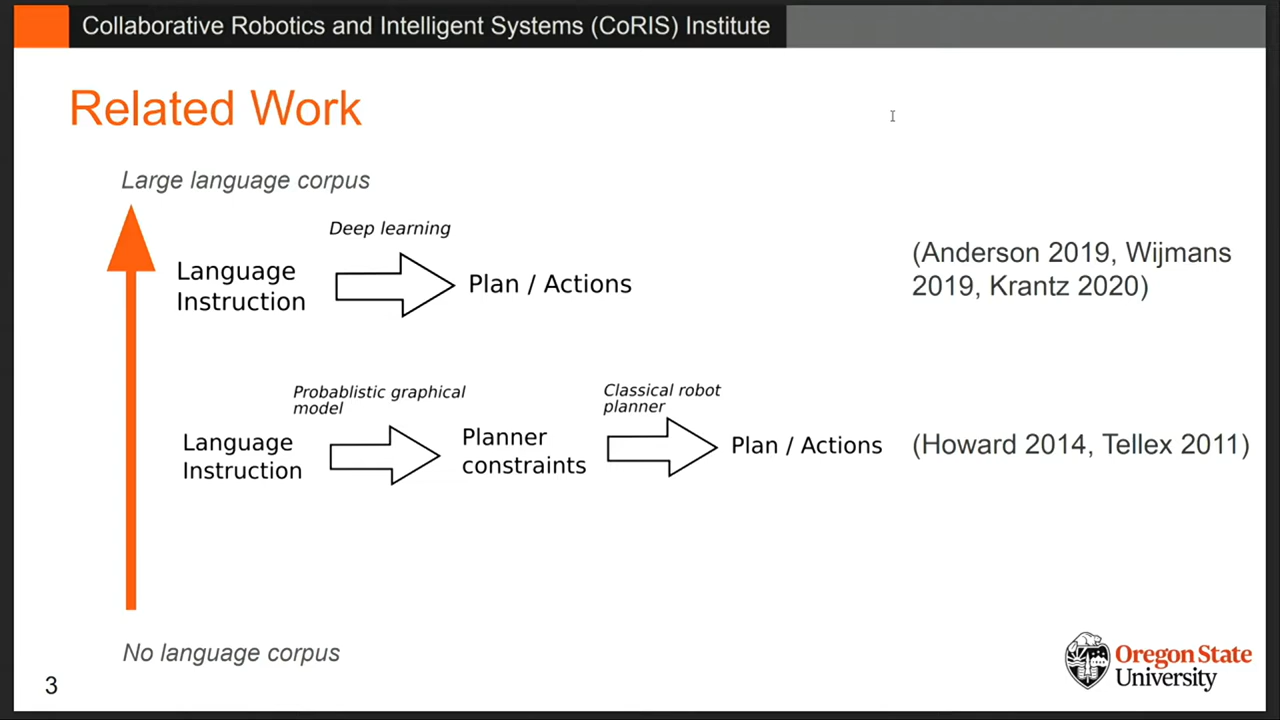 Collaborative Robotics and Intelligent Systems (CoRIS) Institute
Related Work
Large language corpus
Deep learning
Language
Instruction
Plan / Actions
(Anderson 2019, Wijmans
2019, Krantz 2020)
Probablistic graphical
model
Classical robot
planner
Language
Instruction
Planner
constraints
Plan / Actions
(Howard 2014, Tellex 2011)
No language corpus
3
Oregon State
University